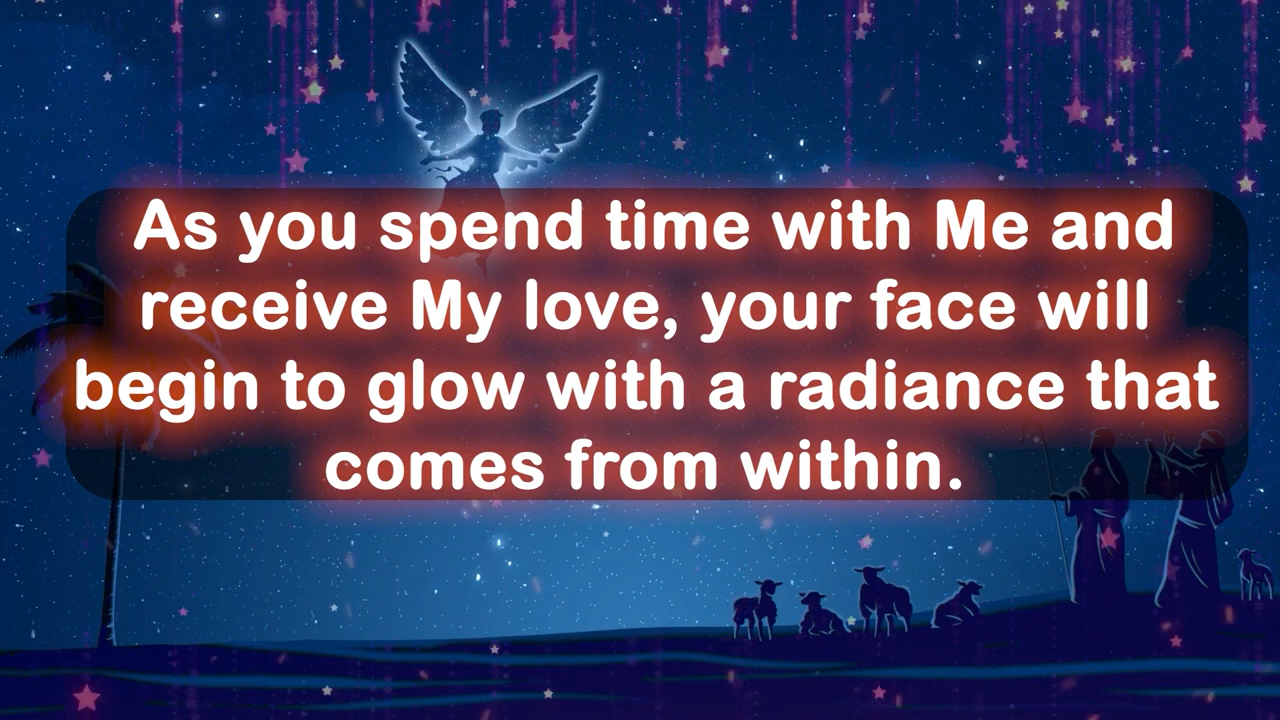 As you spend time with Me and
receive My love, your face will
begin to glow with a radiance that
comes from within.